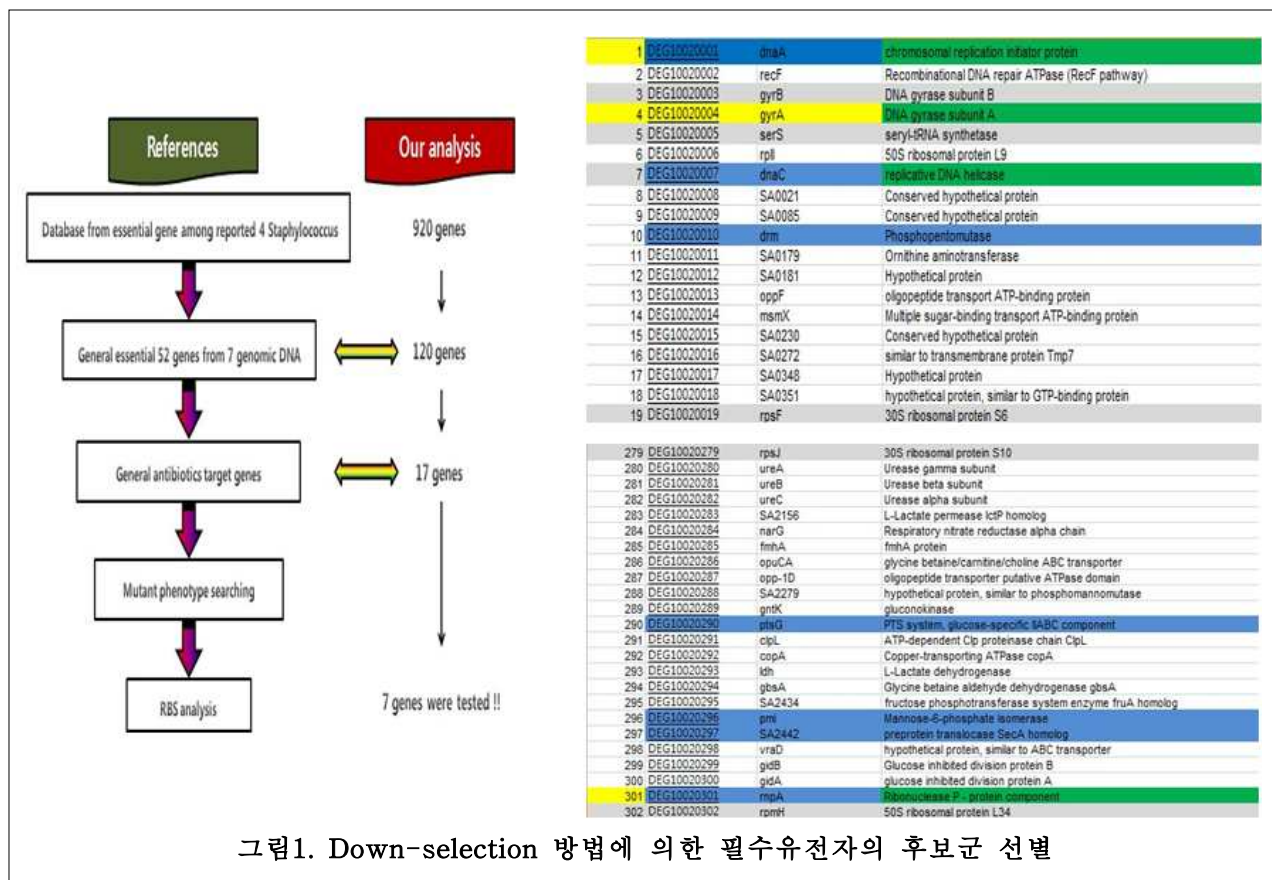 References
Our analysis
Database from essential gene among reported 4 Staphylococcus
920 genes
General essential 52 genes from 7 genomic DNA
120 genes
General antibiotics target genes
17 genes
Mutant phenotype searching
RBS analysis
7 genes were tested !!
1 DEG10020001 dnaA chromosomal replication initiator protein
2 DEG10020002 recF Recombinational DNA repair ATPase (RecF pathway)
3 DEG10020003 gyrB DNA gyrase subunit B
4 DEG10020004 gyrA DNA gyrase subunit A
5 DEG10020005 serS seryl-tRNA synthetase
6 DEG10020006 rplI 50S ribosomal protein L9
7 DEG10020007 dnaC replicative DNA helicase
8 DEG10020008 SA0021 Conserved hypothetical protein
9 DEG10020009 SA0085 Conserved hypothetical protein
10 DEG10020010 drm Phosphopentomutase
11 DEG10020011 SA0179 Ornithine aminotransferase
12 DEG10020012 SA0181 Hypothetical protein
13 DEG10020013 oppF oligopeptide transport ATP-binding protein
14 DEG10020014 msmX Multiple sugar-binding transport ATP-binding protein
15 DEG10020015 SA0230 Conserved hypothetical protein
16 DEG10020016 SA0272 similar to transmembrane protein Tmp7
17 DEG10020017 SA0348 Hypothetical protein
18 DEG10020018 SA0351 hypothetical protein, similar to GTP-binding protein
19 DEG10020019 rpsF 30S ribosomal protein S6
279 DEG10020279 rpsJ 30S ribosomal protein S10
280 DEG10020280 ureA Urease gamma subunit
281 DEG10020281 ureB Urease beta subunit
282 DEG10020282 ureC Urease alpha subunit
283 DEG10020283 SA2156 L-Lactate permease lctP homolog
284 DEG10020284 narG Respiratory nitrate reductase alpha chain
285 DEG10020285 fmhA fmhA protein
286 DEG10020286 opuCA glycine betaine/carnitine/choline ABC transporter
287 DEG10020287 opp-1D oligopeptide transporter putative ATPase domain
288 DEG10020288 SA2279 hypothetical protein, similar to phosphomannomutase
289 DEG10020289 gntK gluconokinase
290 DEG10020290 ptsG PTS system, glucose-specific IIABC component
291 DEG10020291 clpL ATP-dependent Clp proteinase chain ClpL
292 DEG10020292 copA Copper-transporting ATPase copA
293 DEG10020293 ldh L-Lactate dehydrogenase
294 DEG10020294 gbsA Glycine betaine aldehyde dehydrogenase gbsA
295 DEG10020295 SA2434 fructose phosphotransferase system enzyme fruA homolog
296 DEG10020296 pmi Mannose-6-phosphate isomerase
297 DEG10020297 SA2442 preprotein translocase SecA homolog
298 DEG10020298 vraD hypothetical protein, similar to ABC transporter
299 DEG10020299 gidB Glucose inhibited division protein B
300 DEG10020300 gidA glucose inhibited division protein A
301 DEG10020301 rnpA Ribonuclease P - protein component
302 DEG10020302 rpmH 50S ribosomal protein L34
그림1. Down-selection 방법에 의한 필수유전자의 후보군 선별